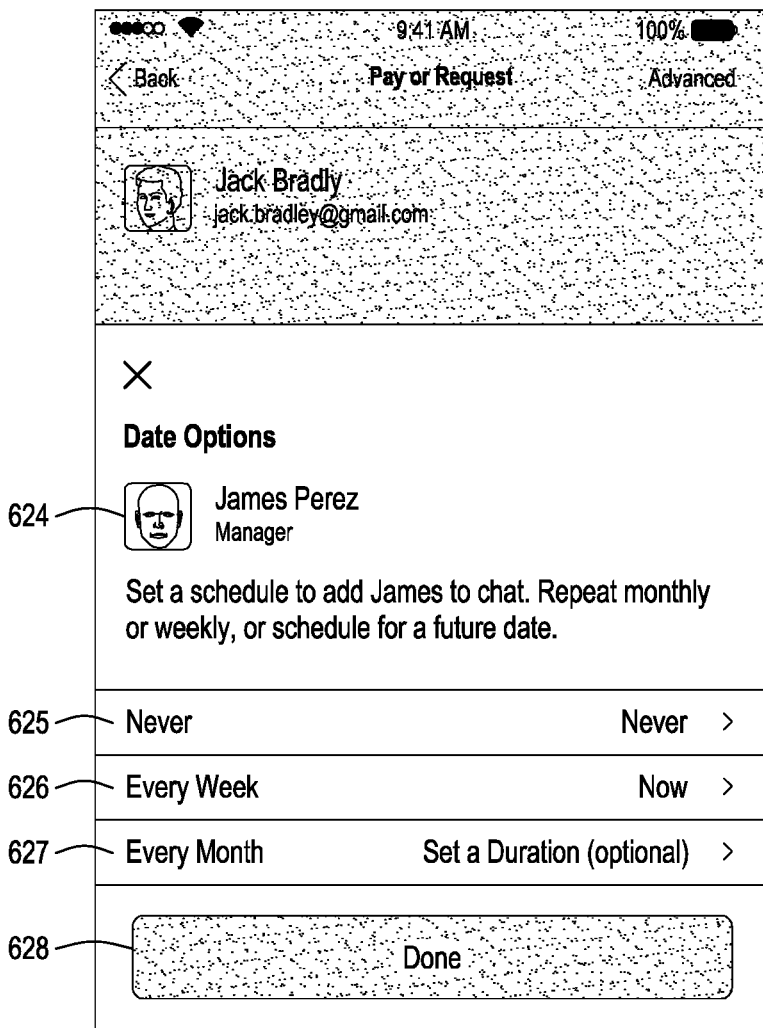 9:41 AM 100%
Back Pay or Request Advanced
Jack Bradly
jack.bradley@gmail.com
Date Options
624 James Perez
Manager
Set a schedule to add James to chat. Repeat monthly
or weekly, or schedule for a future date.
625 Never Never >
626 Every Week Now >
627 Every Month Set a Duration (optional) >
628 Done